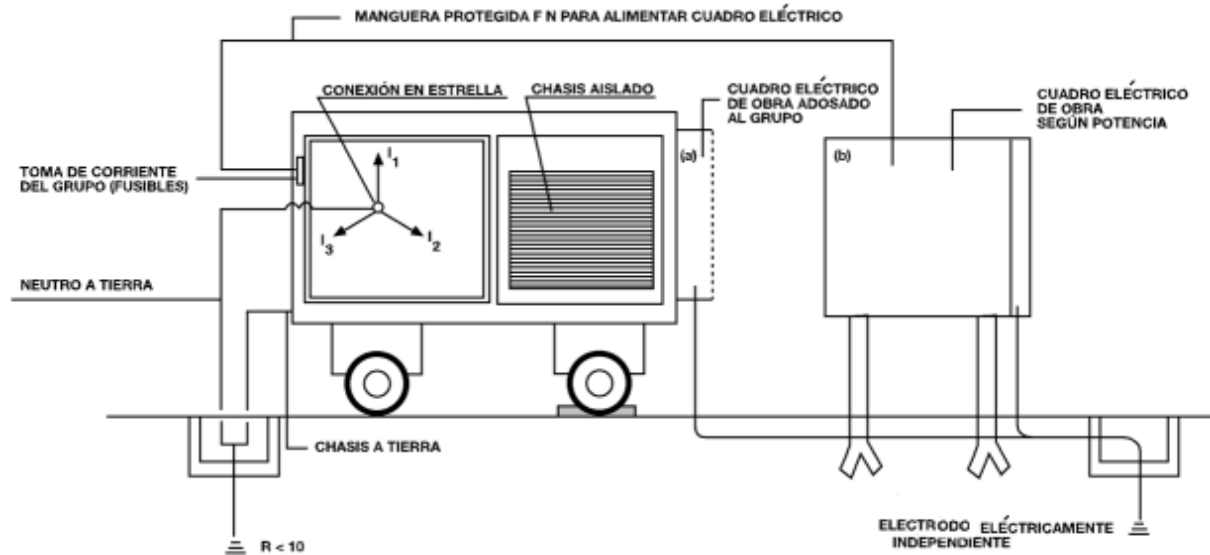 MANGUERA PROTEGIDA F N PARA ALIMENTAR CUADRO ELÉCTRICO
CONEXIÓN EN ESTRELLA
CHASIS AISLADO
CUADRO ELÉCTRICO
DE OBRA ADOSADO
AL GRUPO
CUADRO ELÉCTRICO
DE OBRA
SEGÚN POTENCIA
(a)
(b)
I1
I2
I3
TOMA DE CORRIENTE
DEL GRUPO (FUSIBLES)
NEUTRO A TIERRA
CHASIS A TIERRA
R < 10
ELECTRODO ELÉCTRICAMENTE
INDEPENDIENTE